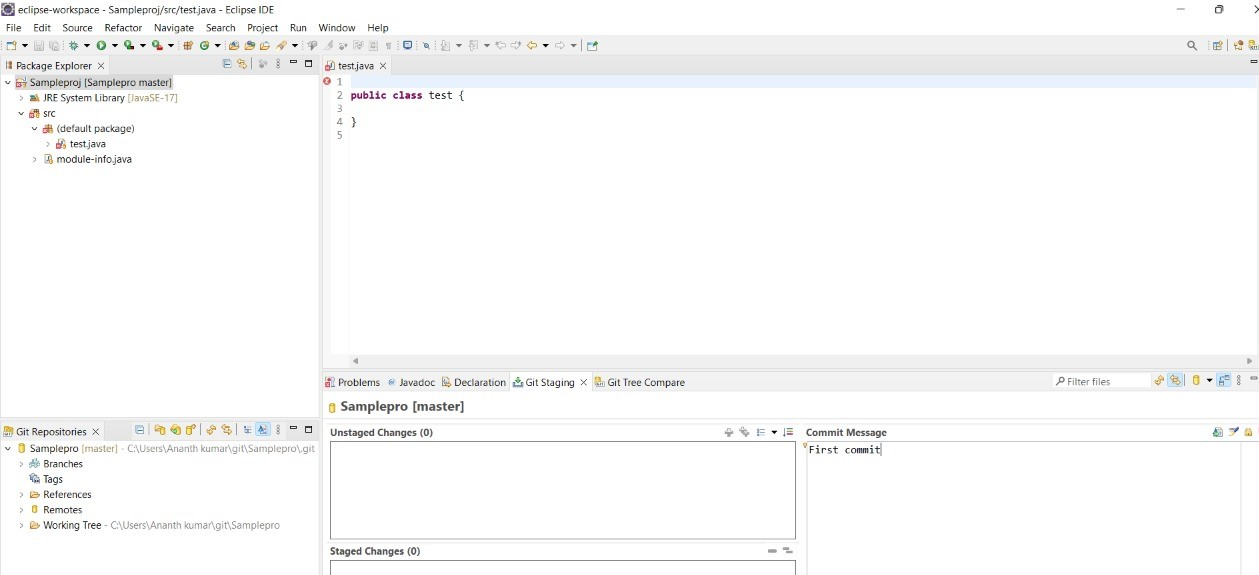 eclipse-workspace - Sampleproj/src/test.java - Eclipse IDE
File Edit Source Refactor Navigate Search Project Run Window Help
Package Explorer
Sampleproj [Samplepro master]
JRE System Library [JavaSE-17]
src
(default package)
test.java
module-info.java
test.java
1
2 public class test {
3
4 }
5
Git Repositories
Samplepro [master] - C:\Users\Ananth kumar\git\Samplepro\.git
Branches
Tags
References
Remotes
Working Tree - C:\Users\Ananth kumar\git\Samplepro
Problems Javadoc Declaration Git Staging Git Tree Compare
Filter files
Samplepro [master]
Unstaged Changes (0)
Staged Changes (0)
Commit Message
First commit